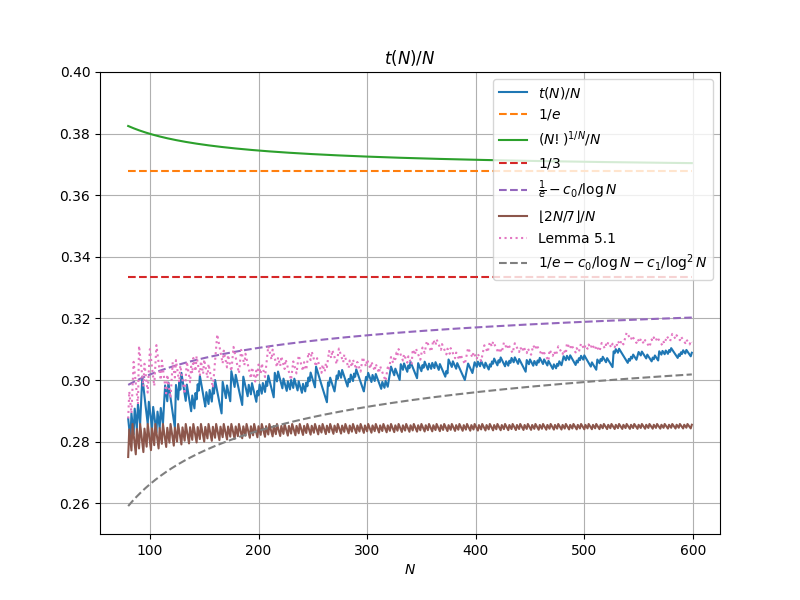 t(N)/N
0.40
0.38
0.36
0.34
0.32
0.30
0.28
0.26
t(N)/N
1/e
(N!)^{1/N}/N
1/3
\frac{1}{e} − c₀/log N
⌊2N/7⌋/N
Lemma 5.1
1/e − c₀/log N − c₁/log² N
100 200 300 400 500 600
N